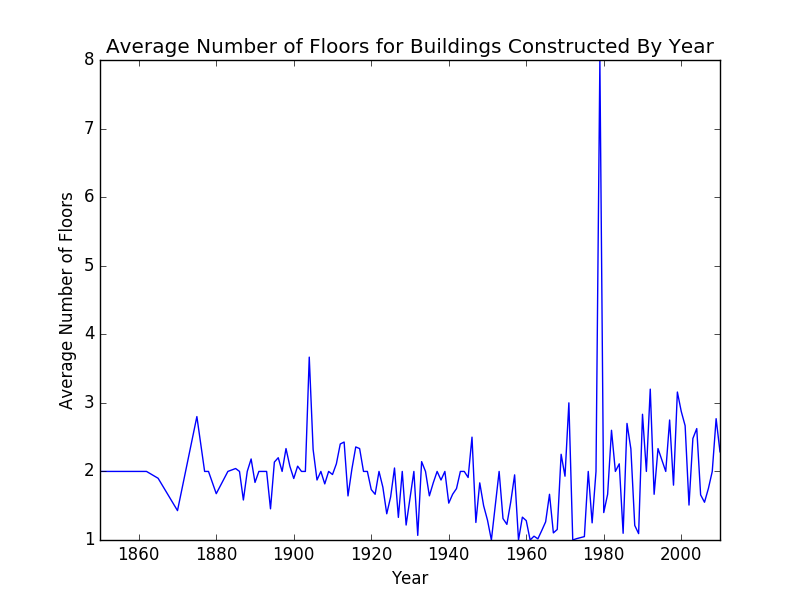 Average Number of Floors for Buildings Constructed By Year
8
7
6
5
4
3
2
1
Average Number of Floors
1860 1880 1900 1920 1940 1960 1980 2000
Year